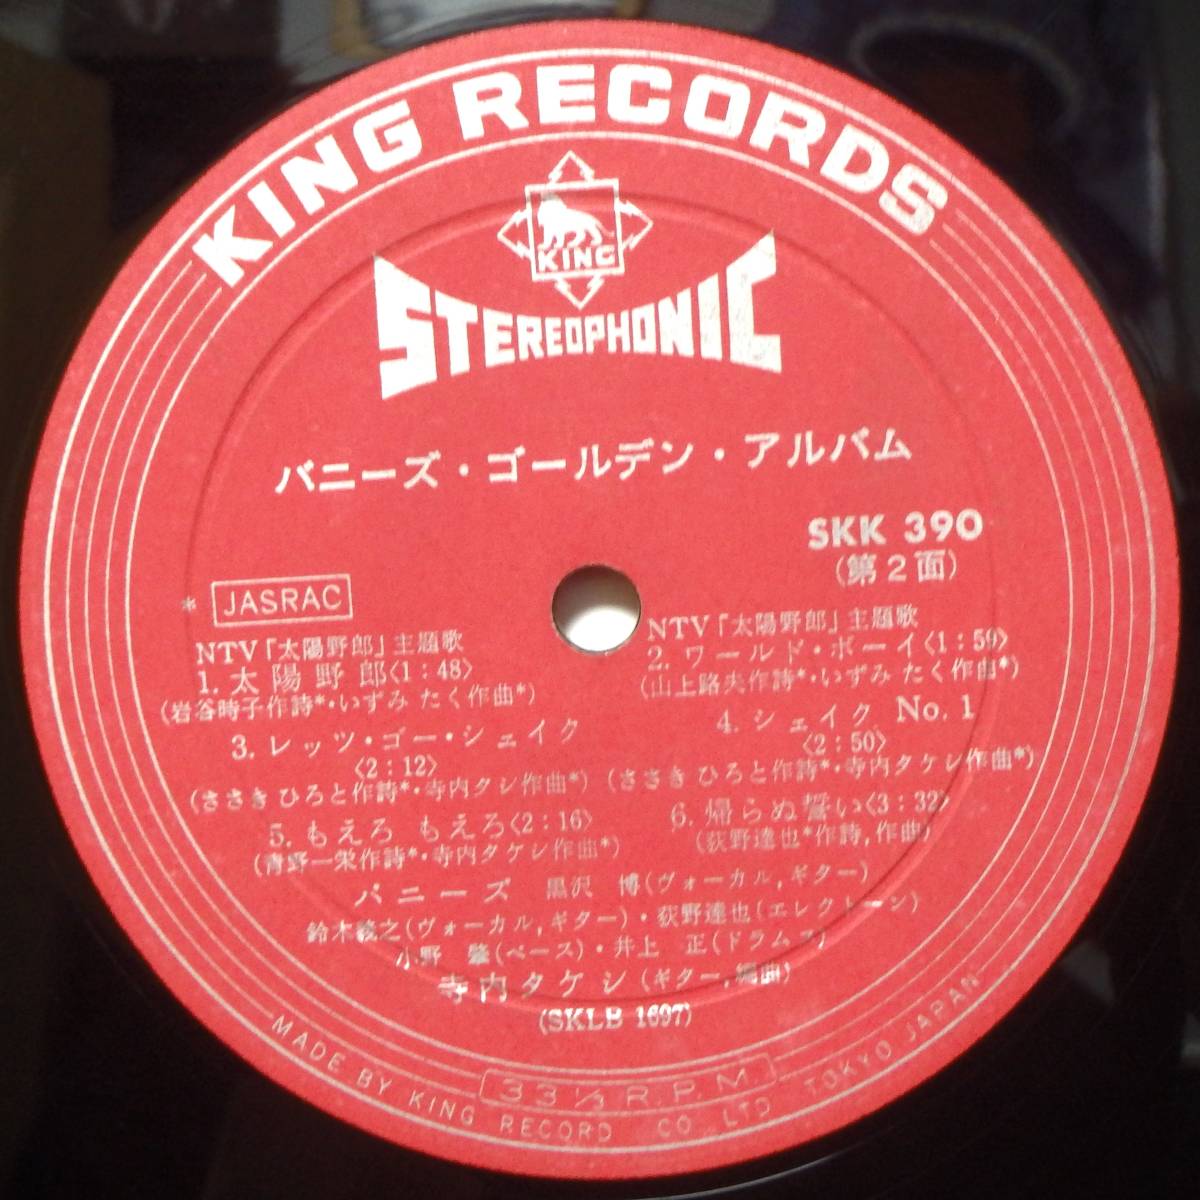 KING RECORDS
KING
STEREOPHONIC
バニーズ・ゴールデン・アルバム
SKK 390
(第2面)
* JASRAC
NTV「太陽野郎」主題歌
1. 太陽野郎〈1:48〉
(岩谷時子作詩*・いずみ たく作曲*)
NTV「太陽野郎」主題歌
2. ワールド・ボーイ〈1:59〉
(山上路夫作詩*・いずみ たく作曲*)
3. レッツ・ゴー・シェイク
〈2:12〉
(ささき ひろと作詩*・寺内タケシ作曲*)
4. シェイク No. 1
〈2:50〉
(ささき ひろと作詩*・寺内タケシ作曲*)
5. もえろ もえろ〈2:16〉
(青野一栄作詩*・寺内タケシ作曲*)
6. 帰らぬ誓い〈3:32〉
(荻野達也*作詩,作曲)
バニーズ 黒沢 博(ヴォーカル,ギター)
鈴木義之(ヴォーカル,ギター)・荻野達也(エレクトーン)
小野 肇(ベース)・井上 正(ドラムス)
寺内タケシ(ギター,編曲)
(SKLB 1697)
33 1/3 R.P.M.
MADE BY KING RECORD CO. LTD TOKYO JAPAN